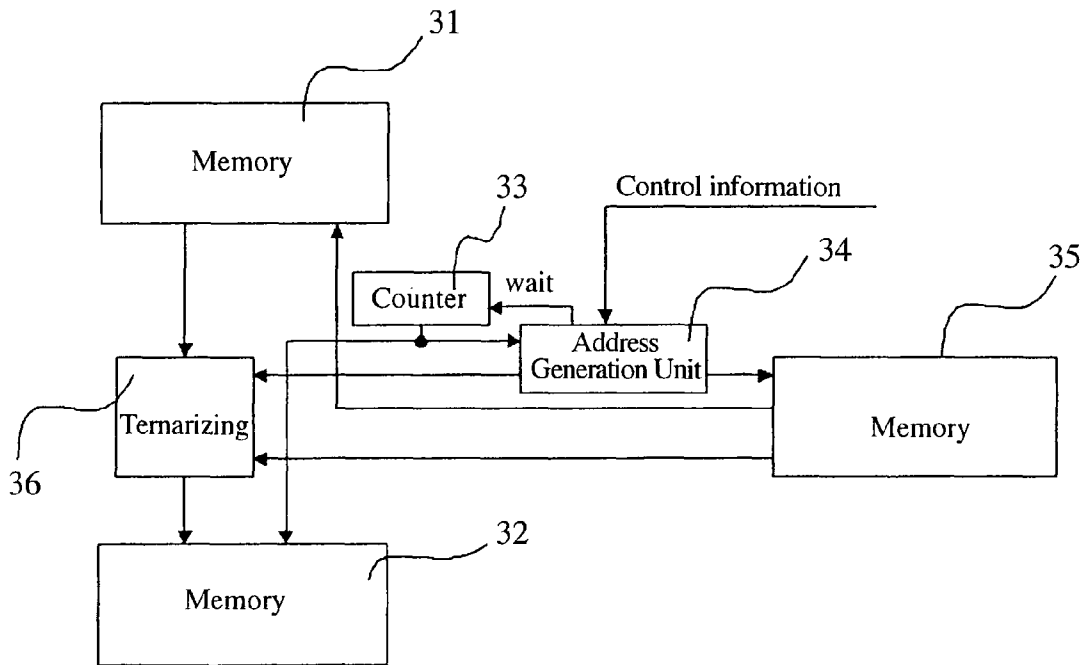 31
Memory
Control information
33
34
35
Counter
wait
Address
Generation Unit
Ternarizing
Memory
36
32
Memory